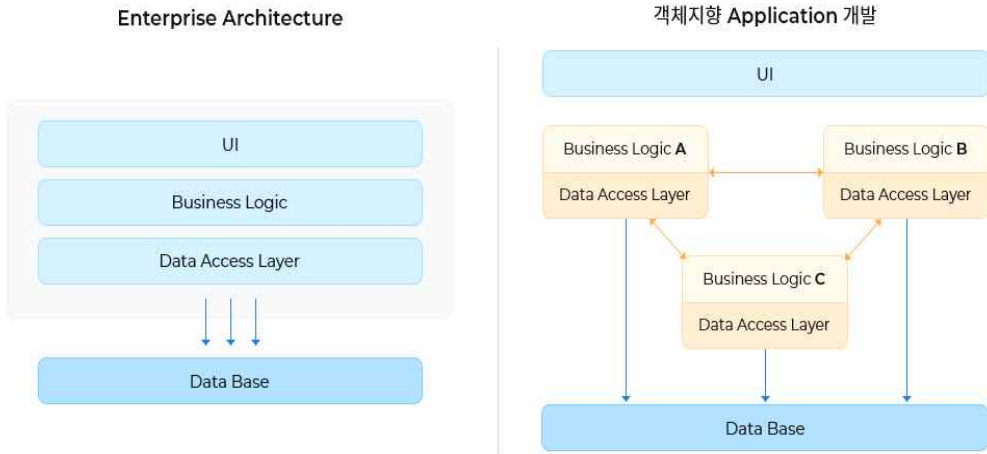 Enterprise Architecture
UI
Business Logic
Data Access Layer
Data Base
객체지향 Application 개발
UI
Business Logic A
Data Access Layer
Business Logic B
Data Access Layer
Business Logic C
Data Access Layer
Data Base